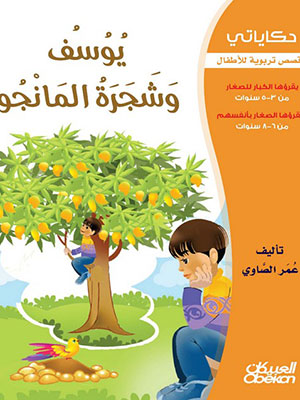 يُوسُف
وَشَجَرَةُ المَانْجُو
حكاياتي
قصص تربوية للأطفال
يقرؤها الكبار للصغار
من ٣-٥ سنوات
يقرؤها الصغار بأنفسهم
من ٦-٨ سنوات
تأليف
عُمَر الصَّاوي
العبيكان
obekan